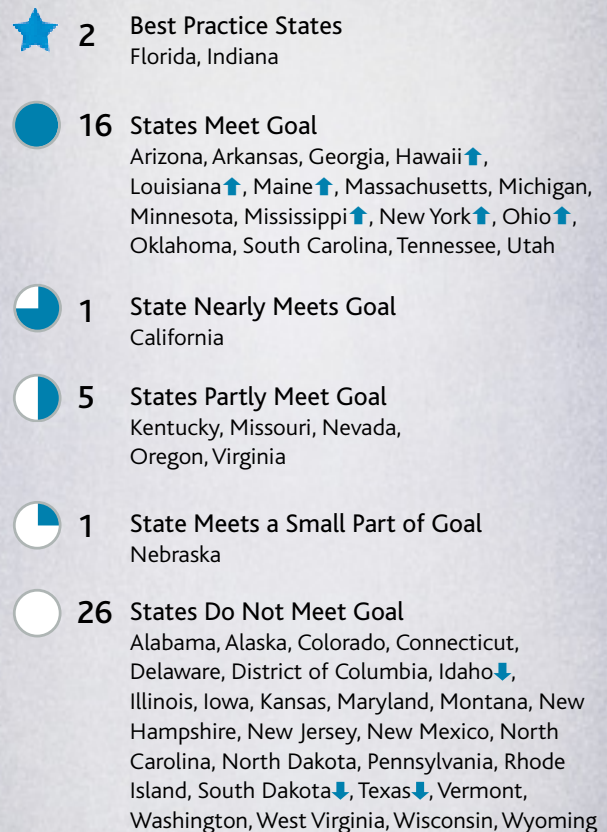 2 Best Practice States
Florida, Indiana
16 States Meet Goal
Arizona, Arkansas, Georgia, Hawaii⬆,
Louisiana⬆, Maine⬆, Massachusetts, Michigan,
Minnesota, Mississippi⬆, New York⬆, Ohio⬆,
Oklahoma, South Carolina, Tennessee, Utah
1 State Nearly Meets Goal
California
5 States Partly Meet Goal
Kentucky, Missouri, Nevada,
Oregon, Virginia
1 State Meets a Small Part of Goal
Nebraska
26 States Do Not Meet Goal
Alabama, Alaska, Colorado, Connecticut,
Delaware, District of Columbia, Idaho⬇,
Illinois, Iowa, Kansas, Maryland, Montana, New
Hampshire, New Jersey, New Mexico, North
Carolina, North Dakota, Pennsylvania, Rhode
Island, South Dakota⬇, Texas⬇, Vermont,
Washington, West Virginia, Wisconsin, Wyoming